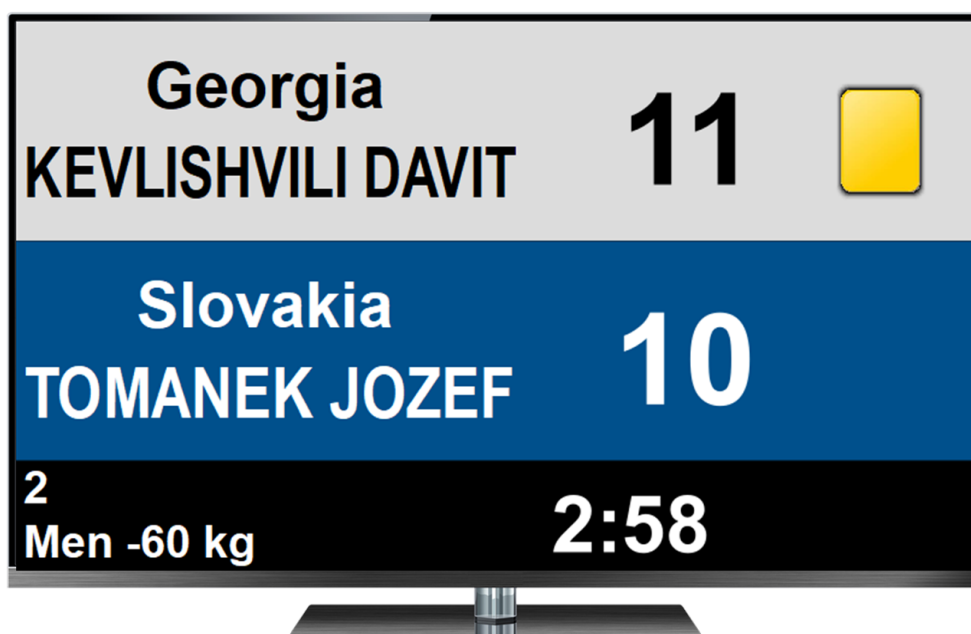 Georgia
KEVLISHVILI DAVIT
11
Slovakia
TOMANEK JOZEF
10
2
Men -60 kg
2:58